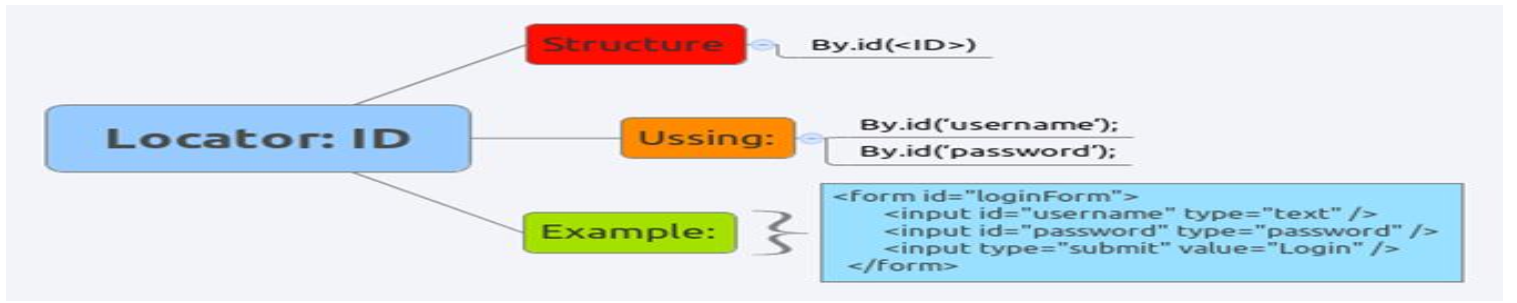 Locator: ID
Structure
By.id(<ID>)
Ussing:
By.id(‘username’);
By.id(‘password’);
Example:
<form id="loginForm">
<input id="username" type="text" />
<input id="password" type="password" />
<input type="submit" value="Login" />
</form>